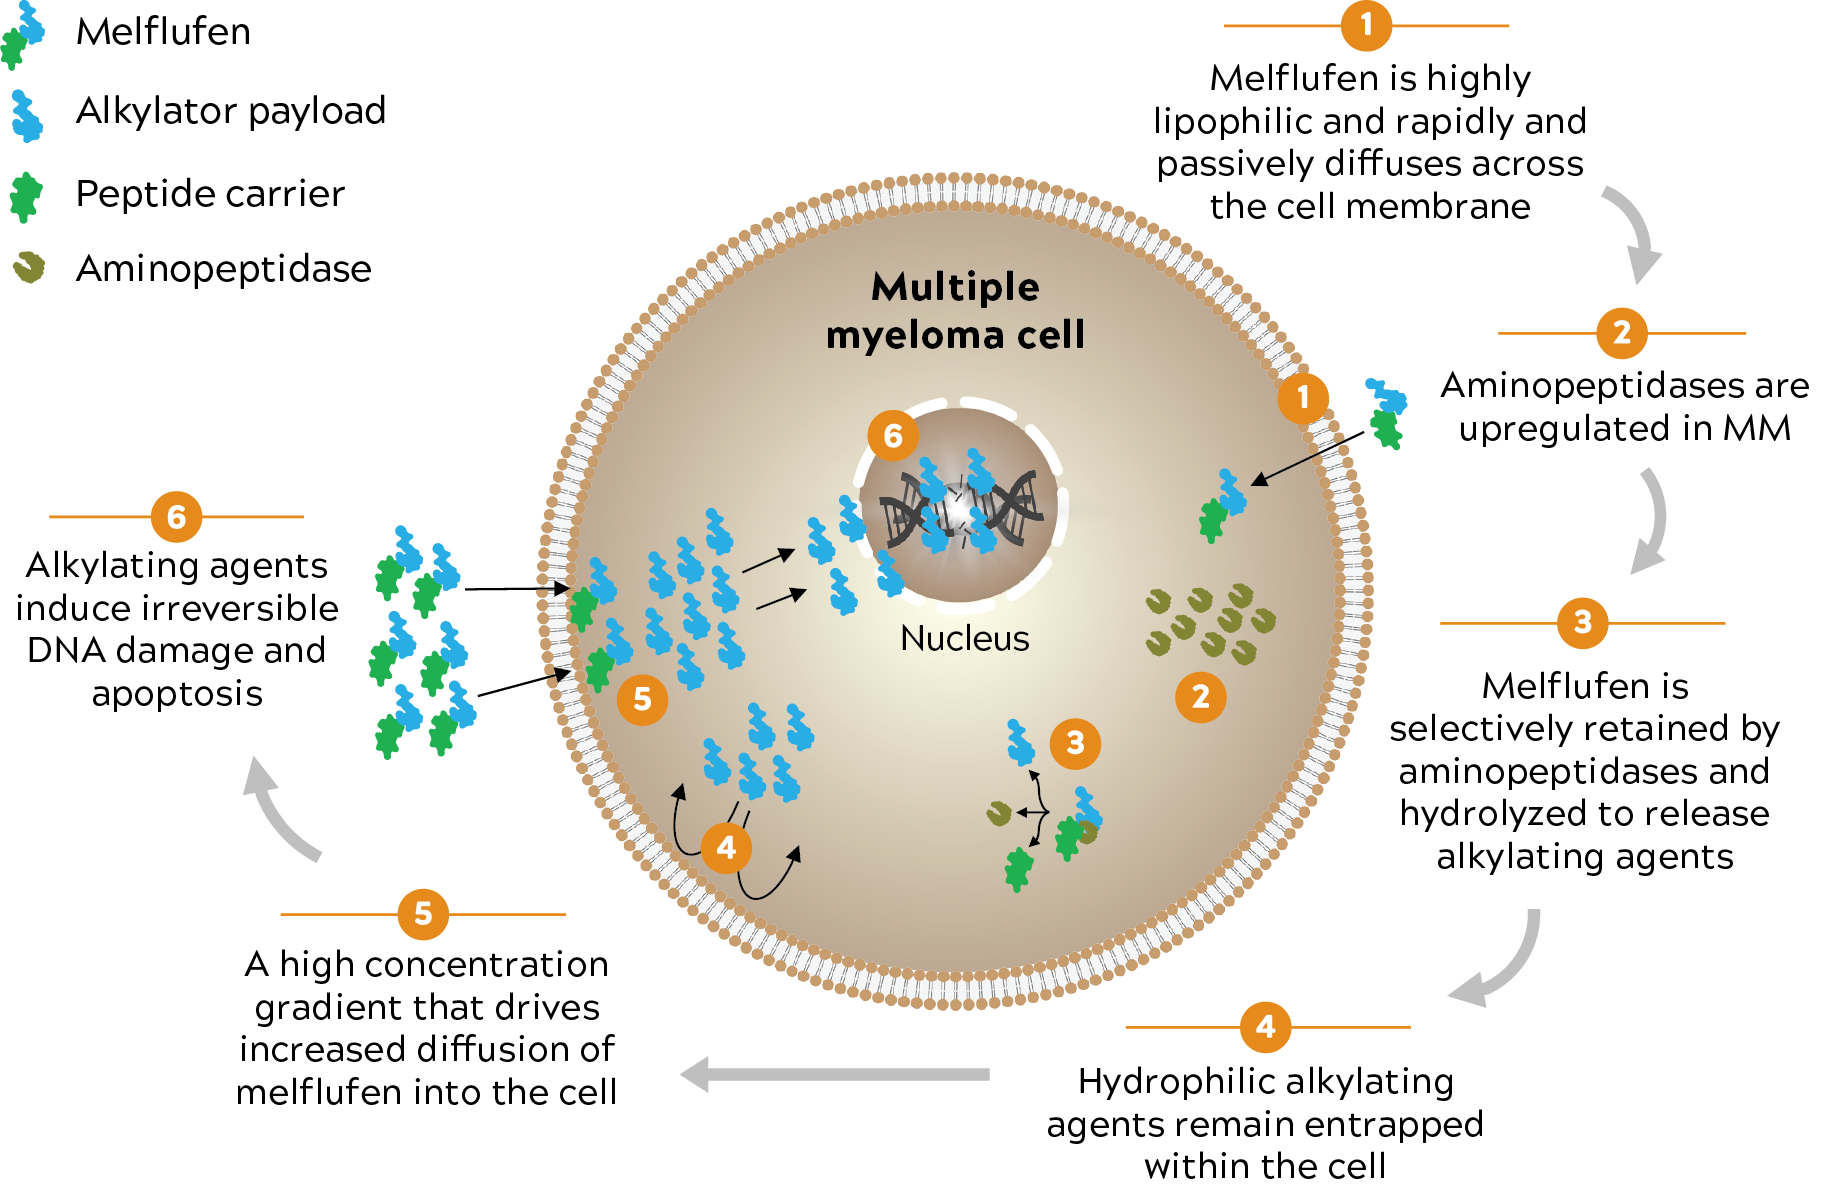 Melflufen
Alkylator payload
Peptide carrier
Aminopeptidase
1
Melflufen is highly
lipophilic and rapidly and
passively diffuses across
the cell membrane
2
Aminopeptidases are
upregulated in MM
3
Melflufen is
selectively retained by
aminopeptidases and
hydrolyzed to release
alkylating agents
4
Hydrophilic alkylating
agents remain entrapped
within the cell
5
A high concentration
gradient that drives
increased diffusion of
melflufen into the cell
6
Alkylating agents
induce irreversible
DNA damage and
apoptosis
Multiple
myeloma cell
1
6
Nucleus
5
2
3
4